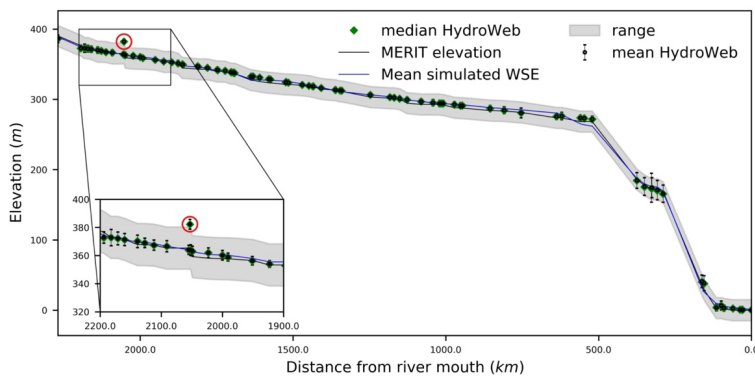 median HydroWeb
MERIT elevation
Mean simulated WSE
range
mean HydroWeb
Elevation (m)
400
300
200
100
0
400
380
360
340
320
2200.0 2100.0 2000.0 1900.0
2000.0 1500.0 1000.0 500.0 0.0
Distance from river mouth (km)